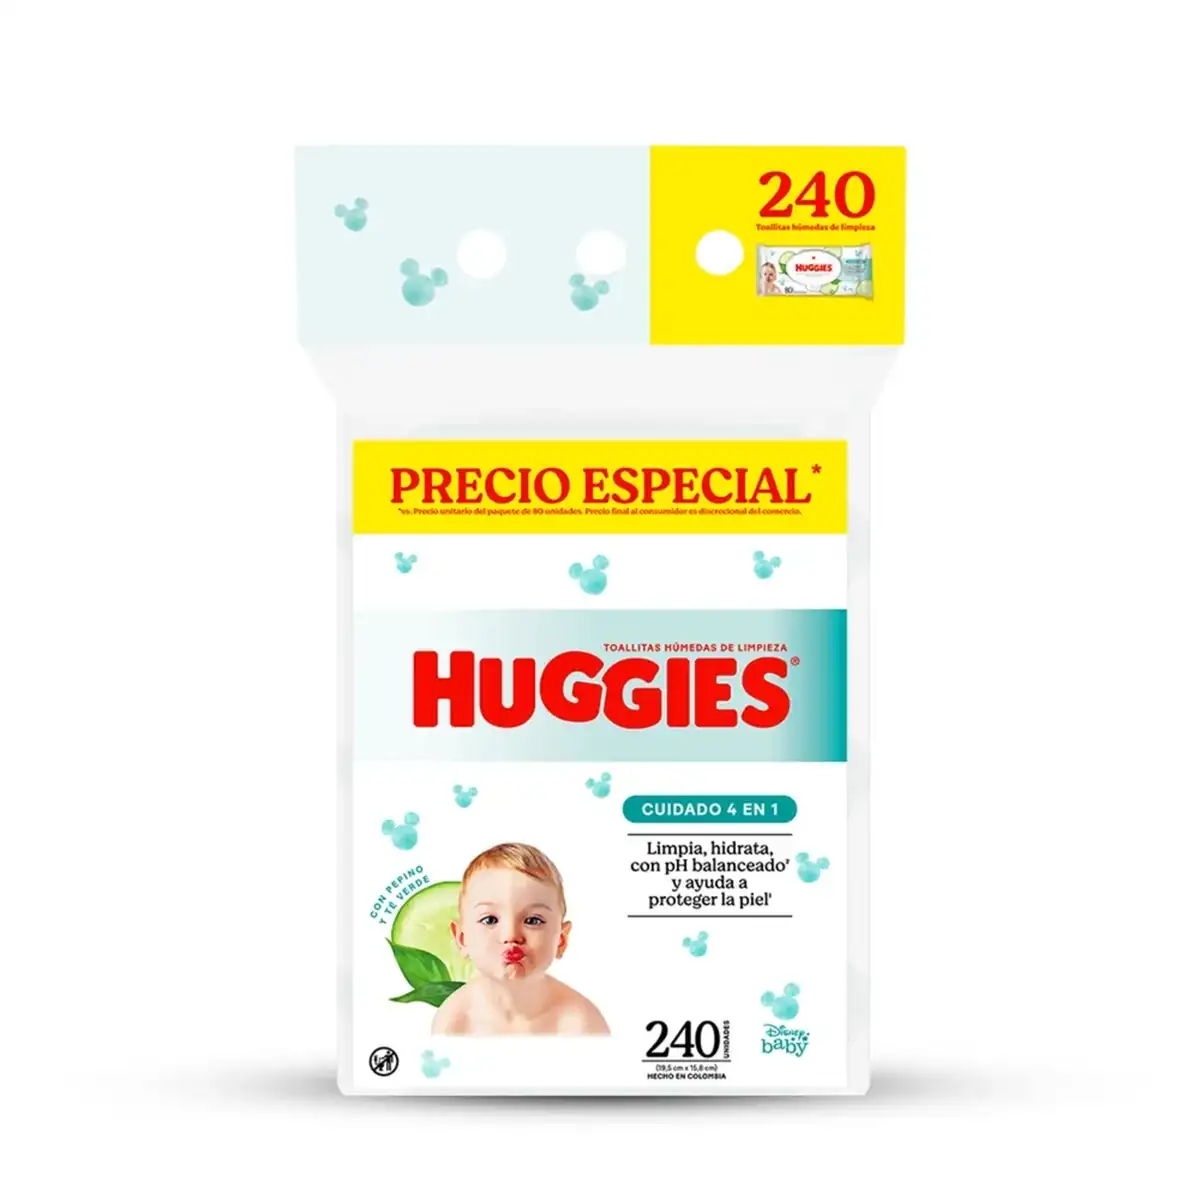 240
Toallitas húmedas de limpieza
HUGGIES
80
PRECIO ESPECIAL*
*vs. Precio unitario del paquete de 80 unidades. Precio final al consumidor es discrecional del comercio.
TOALLITAS HÚMEDAS DE LIMPIEZA
HUGGIES®
CUIDADO 4 EN 1
Limpia, hidrata,
con pH balanceado¹
y ayuda a
proteger la piel¹
CON PEPINO
Y TÉ VERDE
240 UNIDADES
(19,5 cm x 15,8 cm)
HECHO EN COLOMBIA
Disney
baby